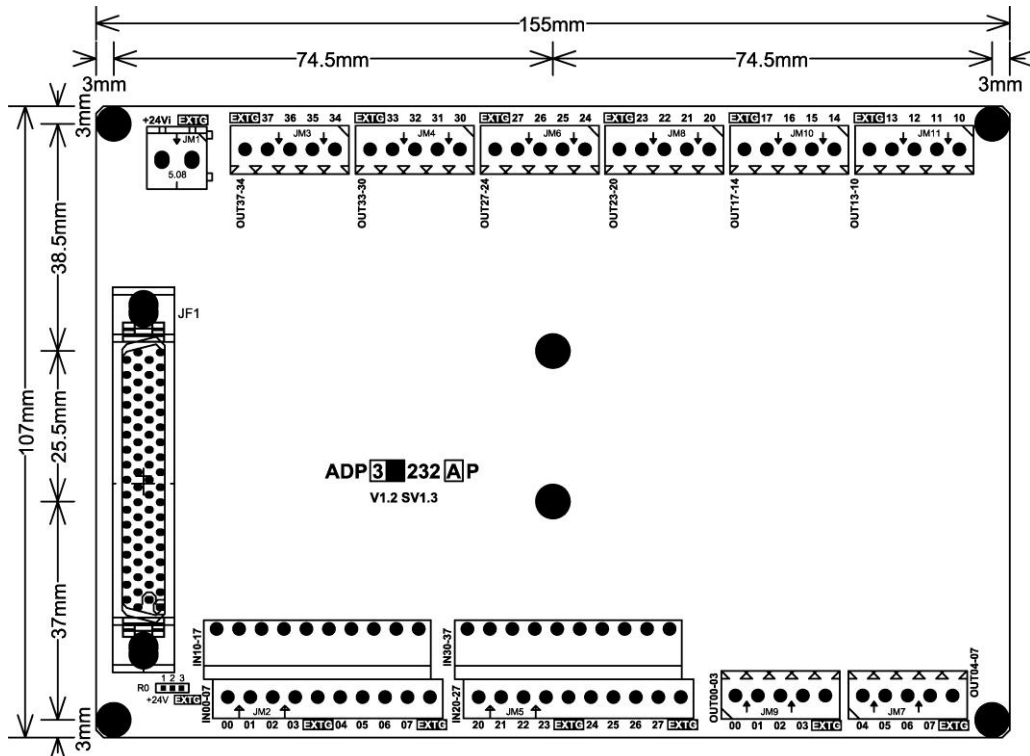 155mm
74.5mm 74.5mm
3mm 3mm
3mm
+24Vi EXTG
JM1
5.08
EXTG 37 36 35 34
JM3
EXTG 33 32 31 30
JM4
EXTG 27 26 25 24
JM6
EXTG 23 22 21 20
JM8
EXTG 17 16 15 14
JM10
EXTG 13 12 11 10
JM11
OUT37-34
OUT33-30
OUT27-24
OUT23-20
OUT17-14
OUT13-10
38.5mm
107mm
25.5mm
37mm
3mm
JF1
ADP 3 232 A P
V1.2 SV1.3
IN10-17
IN30-37
IN00-07
IN20-27
OUT00-03
OUT04-07
1 2 3
R0
+24V EXTG
JM2
00 01 02 03 EXTG 04 05 06 07 EXTG
JM5
20 21 22 23 EXTG 24 25 26 27 EXTG
JM9
00 01 02 03 EXTG
JM7
04 05 06 07 EXTG